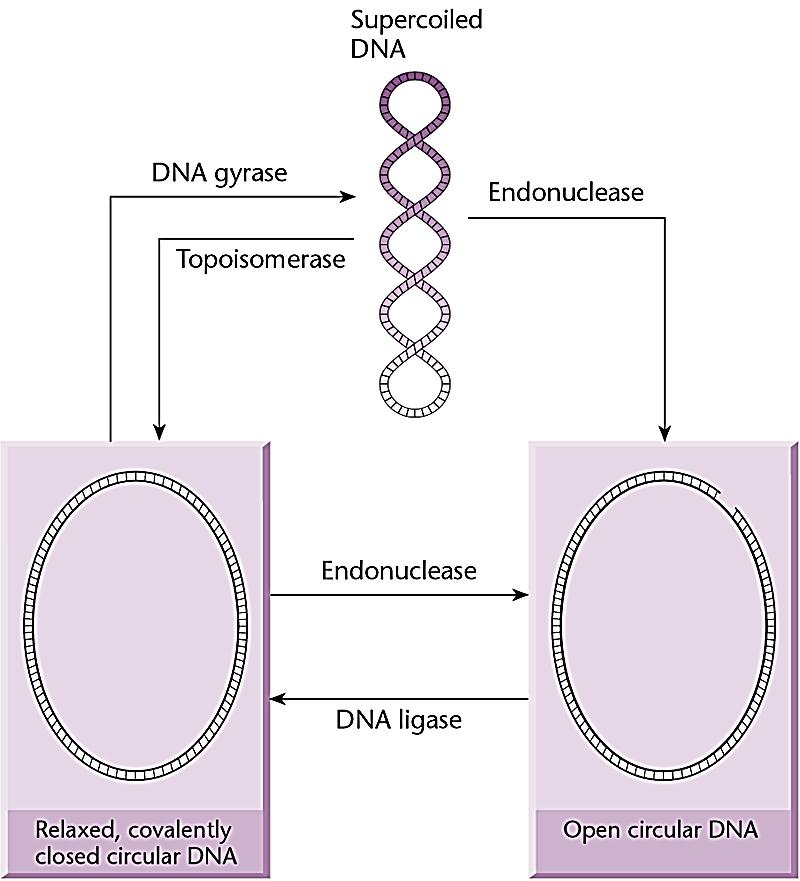 Supercoiled
DNA
DNA gyrase
Endonuclease
Topoisomerase
Endonuclease
DNA ligase
Relaxed, covalently
closed circular DNA
Open circular DNA